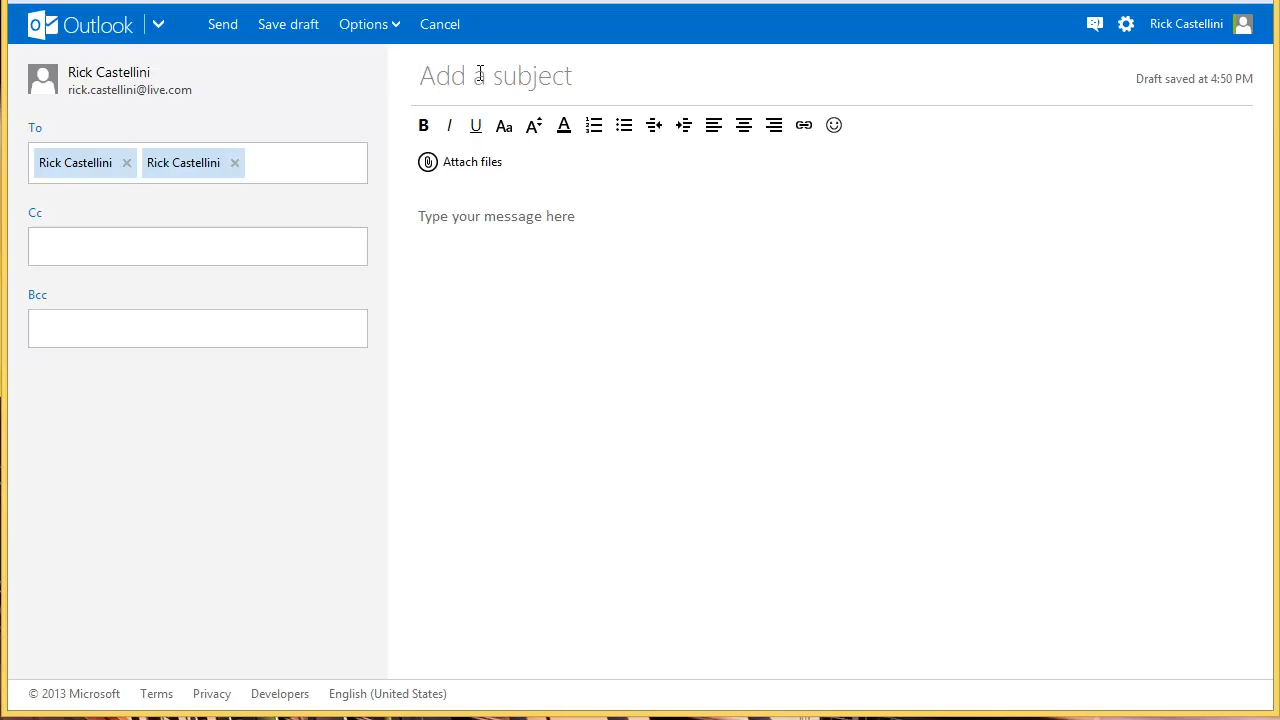 Outlook Send Save draft Options Cancel Rick Castellini
Rick Castellini
rick.castellini@live.com
To
Rick Castellini Rick Castellini
Cc
Bcc
Add a subject
Draft saved at 4:50 PM
B I U Aa A A
Attach files
Type your message here
© 2013 Microsoft Terms Privacy Developers English (United States)